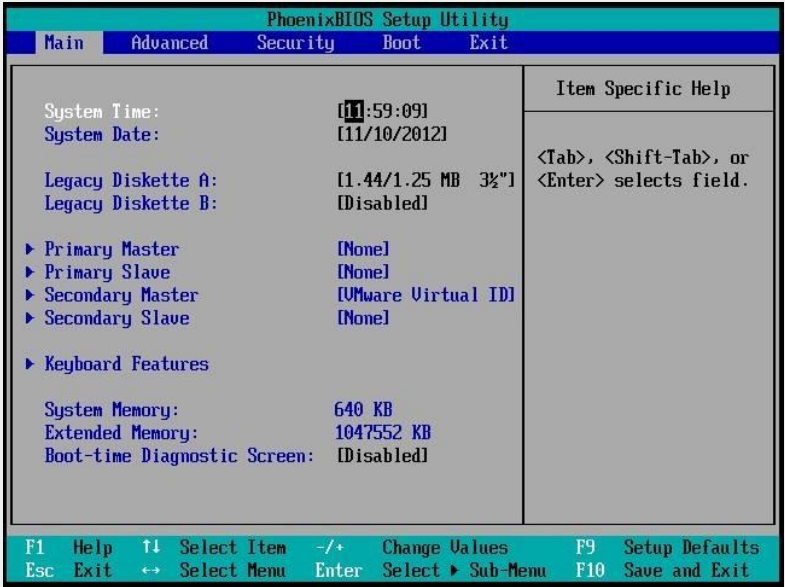 PhoenixBIOS Setup Utility
Main Advanced Security Boot Exit
Item Specific Help
System Time: [11:59:09]
System Date: [11/10/2012]
<Tab>, <Shift-Tab>, or
<Enter> selects field.
Legacy Diskette A: [1.44/1.25 MB 3½"]
Legacy Diskette B: [Disabled]
▶ Primary Master [None]
▶ Primary Slave [None]
▶ Secondary Master [VMware Virtual ID]
▶ Secondary Slave [None]
▶ Keyboard Features
System Memory: 640 KB
Extended Memory: 1047552 KB
Boot-time Diagnostic Screen: [Disabled]
F1 Help ↑↓ Select Item -/+ Change Values F9 Setup Defaults
Esc Exit ↔ Select Menu Enter Select ▶ Sub-Menu F10 Save and Exit